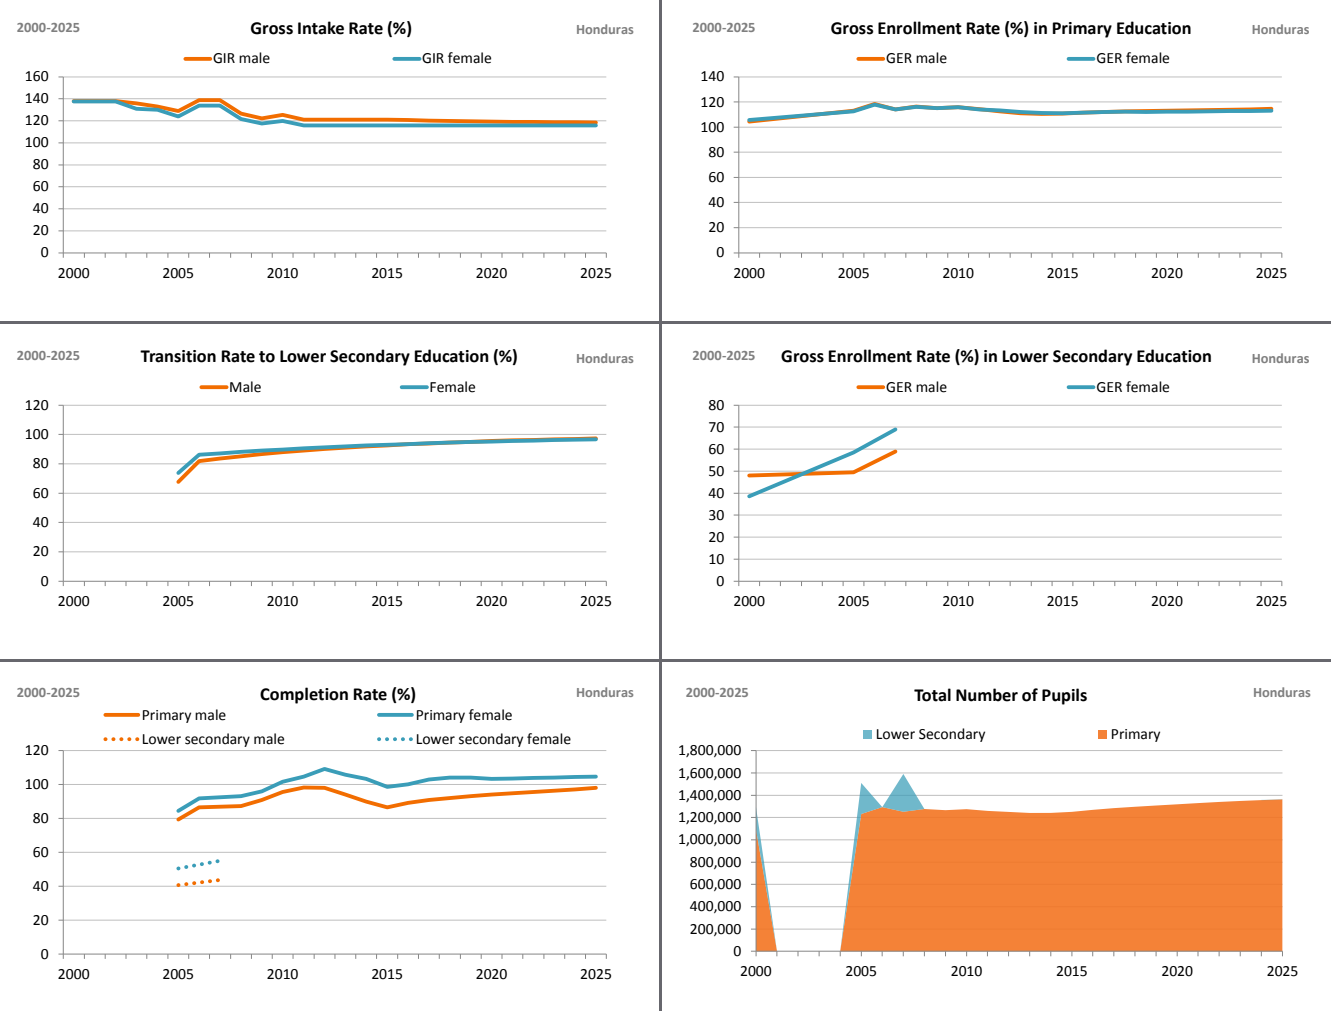 2000-2025 Gross Intake Rate (%) Honduras
GIR male GIR female
160
140
120
100
80
60
40
20
0
2000 2005 2010 2015 2020 2025
2000-2025 Gross Enrollment Rate (%) in Primary Education Honduras
GER male GER female
140
120
100
80
60
40
20
0
2000 2005 2010 2015 2020 2025
2000-2025 Transition Rate to Lower Secondary Education (%) Honduras
Male Female
120
100
80
60
40
20
0
2000 2005 2010 2015 2020 2025
2000-2025 Gross Enrollment Rate (%) in Lower Secondary Education Honduras
GER male GER female
80
70
60
50
40
30
20
10
0
2000 2005 2010 2015 2020 2025
2000-2025 Completion Rate (%) Honduras
Primary male Primary female
Lower secondary male Lower secondary female
120
100
80
60
40
20
0
2000 2005 2010 2015 2020 2025
2000-2025 Total Number of Pupils Honduras
Lower Secondary Primary
1,800,000
1,600,000
1,400,000
1,200,000
1,000,000
800,000
600,000
400,000
200,000
0
2000 2005 2010 2015 2020 2025